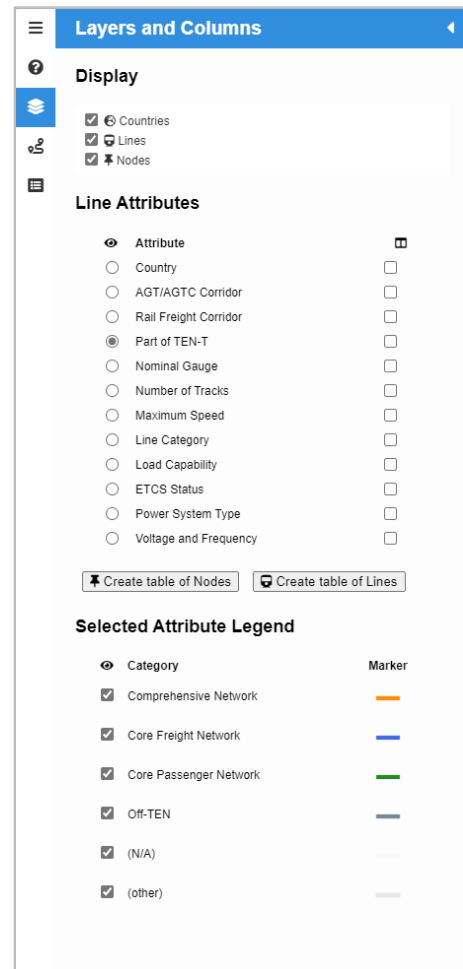 Layers and Columns
Display
Countries
Lines
Nodes
Line Attributes
Attribute
Country
AGT/AGTC Corridor
Rail Freight Corridor
Part of TEN-T
Nominal Gauge
Number of Tracks
Maximum Speed
Line Category
Load Capability
ETCS Status
Power System Type
Voltage and Frequency
Create table of Nodes Create table of Lines
Selected Attribute Legend
Category Marker
Comprehensive Network
Core Freight Network
Core Passenger Network
Off-TEN
(N/A)
(other)